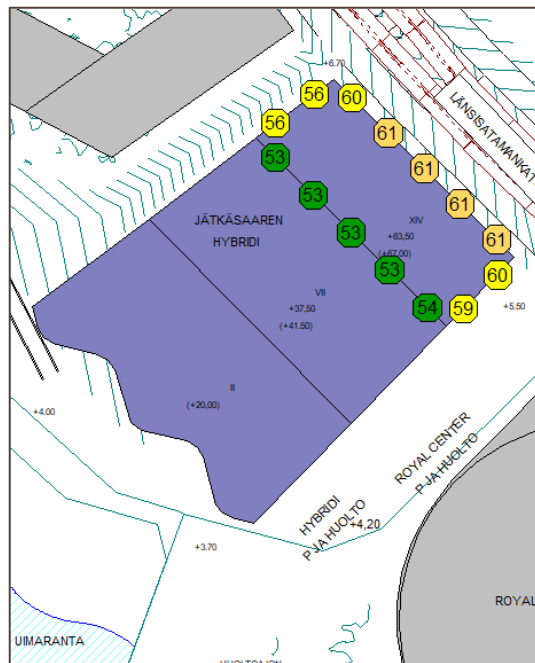 +6.70
LÄNSISATAMANKAT
56
60
56
61
53
61
53
61
JÄTKÄSAAREN
HYBRIDI
XIV
+63,50
(+67,00)
53
61
53
60
VII
+37,50
(+41.50)
54
59
+5.50
II
(+20,00)
+4.00
ROYAL CENTER
P JA HUOLTO
HYBRIDI
P JA HUOLTO
+4,20
+3.70
ROYAL
UIMARANTA